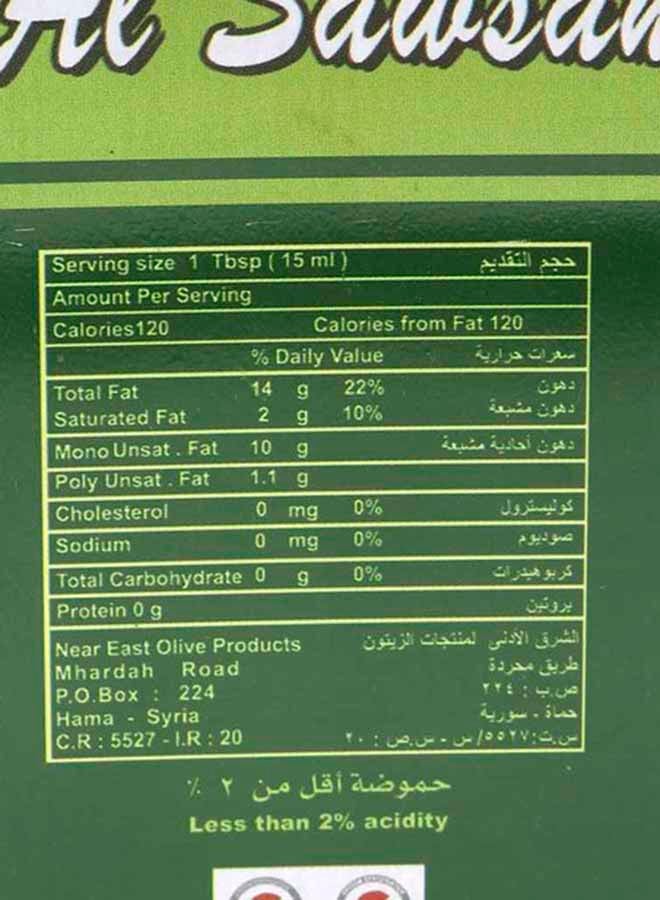 Al Sawsan
Serving size 1 Tbsp ( 15 ml ) حجم التقديم
Amount Per Serving
Calories120 Calories from Fat 120
% Daily Value سعرات حرارية
Total Fat 14 g 22% دهون
Saturated Fat 2 g 10% دهون مشبعة
Mono Unsat . Fat 10 g دهون أحادية مشبعة
Poly Unsat . Fat 1.1 g
Cholesterol 0 mg 0% كوليسترول
Sodium 0 mg 0% صوديوم
Total Carbohydrate 0 g 0% كربوهيدرات
Protein 0 g بروتين
Near East Olive Products الشرق الأدنى لمنتجات الزيتون
Mhardah Road طريق محردة
P.O.Box : 224 ص.ب : ٢٢٤
Hama - Syria حماة - سورية
C.R : 5527 - I.R : 20 س.ت:٥٥٢٧/س - س.ص : ٢٠
حموضة أقل من ٢ ٪
Less than 2% acidity